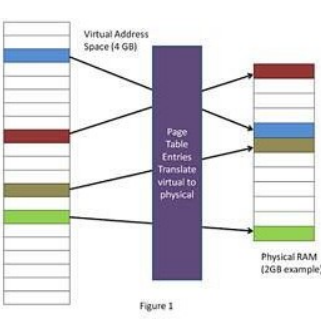 Virtual Address
Space (4 GB)
Page
Table
Entries
Translate
virtual to
physical
Physical RAM
(2GB example)
Figure 1